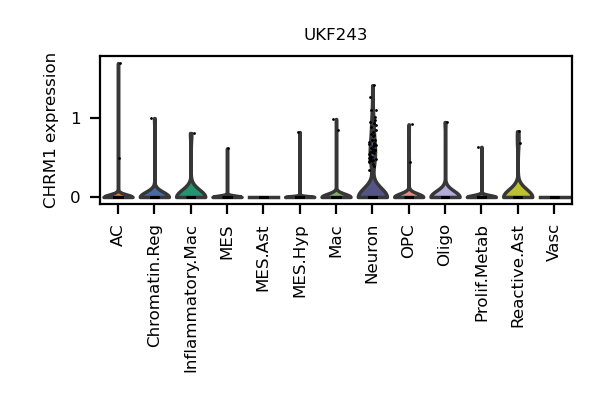 UKF243
CHRM1 expression
1
0
AC
Chromatin.Reg
Inflammatory.Mac
MES
MES.Ast
MES.Hyp
Mac
Neuron
OPC
Oligo
Prolif.Metab
Reactive.Ast
Vasc